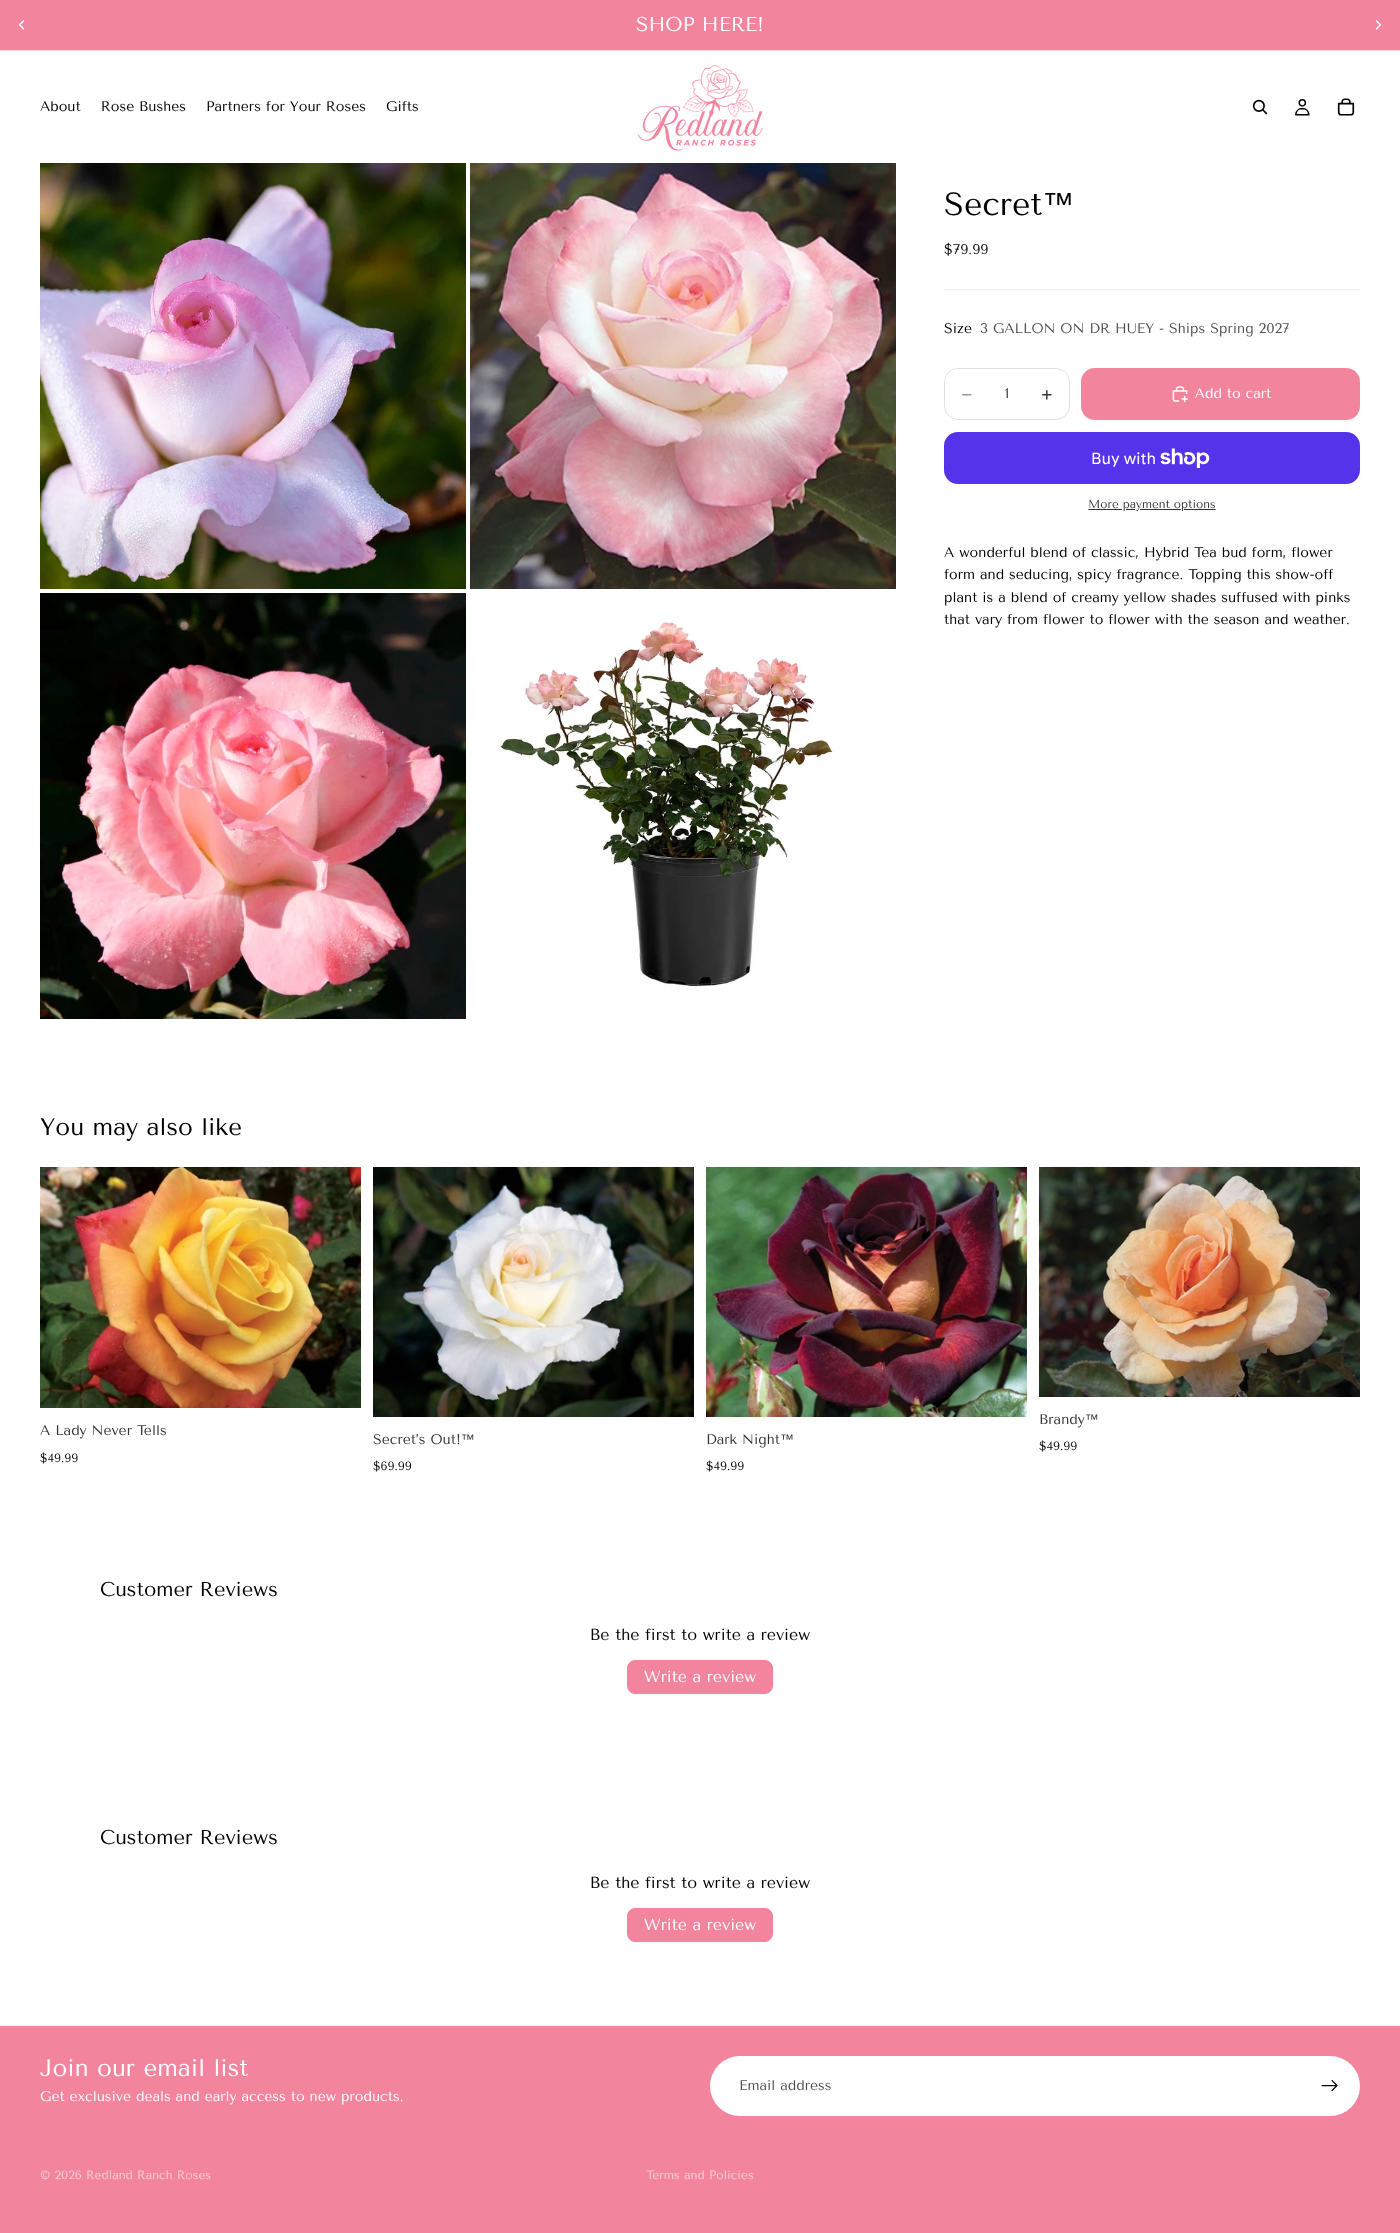 SHOP HERE!
About
Rose Bushes
Partners for Your Roses
Gifts
Redland
RANCH ROSES
Secret™
$79.99
Size 3 GALLON ON DR HUEY - Ships Spring 2027
1
Add to cart
Buy with shop
More payment options
A wonderful blend of classic, Hybrid Tea bud form, flower
form and seducing, spicy fragrance. Topping this show-off
plant is a blend of creamy yellow shades suffused with pinks
that vary from flower to flower with the season and weather.
You may also like
A Lady Never Tells
$49.99
Secret's Out!™
$69.99
Dark Night™
$49.99
Brandy™
$49.99
Customer Reviews
Be the first to write a review
Write a review
Customer Reviews
Be the first to write a review
Write a review
Join our email list
Get exclusive deals and early access to new products.
Email address
© 2026 Redland Ranch Roses
Terms and Policies